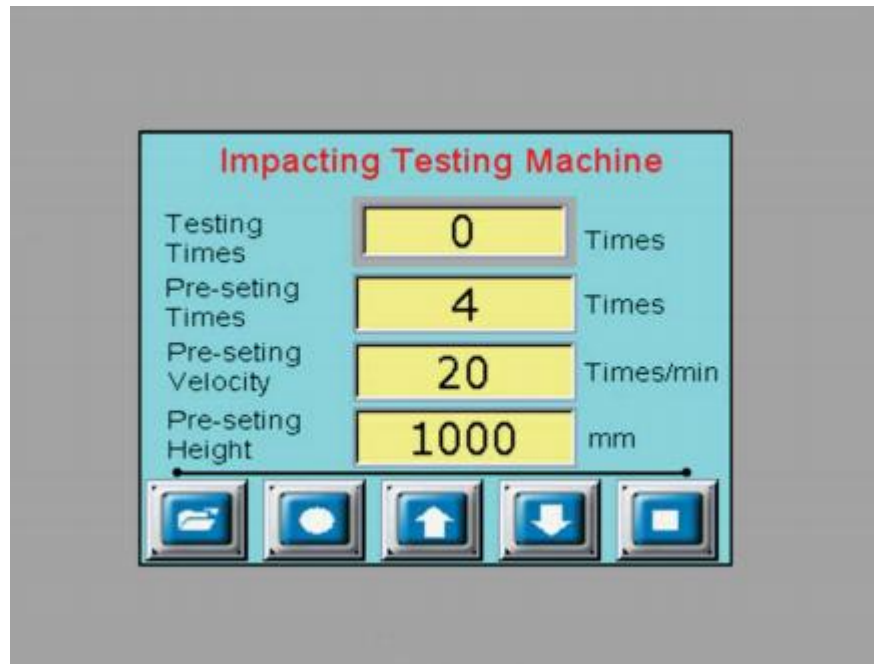 Impacting Testing Machine
Testing
Times
0
Times
Pre-seting
Times
4
Times
Pre-seting
Velocity
20
Times/min
Pre-seting
Height
1000
mm